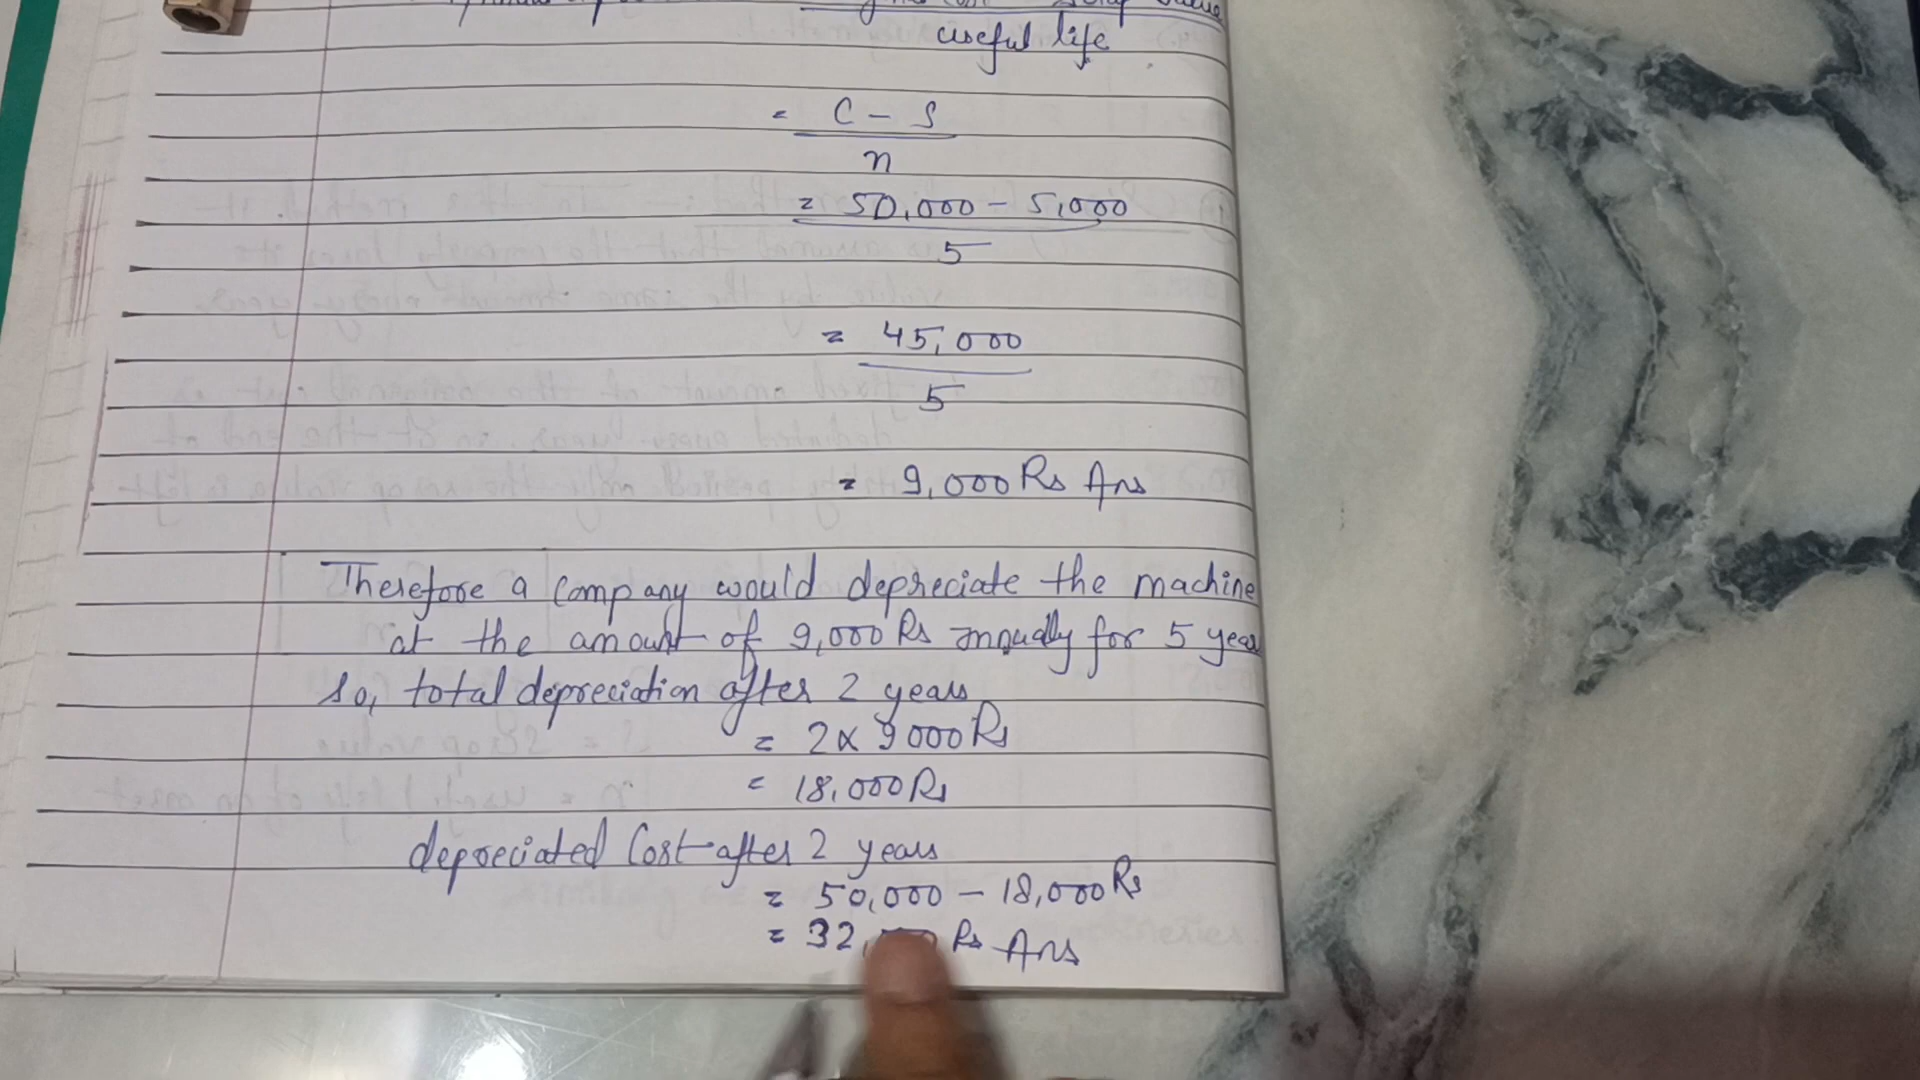 useful life
= C - S
n
= 50,000 - 5,000
5
= 45,000
5
= 9,000 Rs Ans
Therefore a company would depreciate the machine
at the amount of 9,000 Rs annually for 5 year
so, total depreciation after 2 years
= 2 x 9000 Rs
= 18,000 Rs
depreciated Cost after 2 years
= 50,000 - 18,000 Rs
= 32, Rs Ans